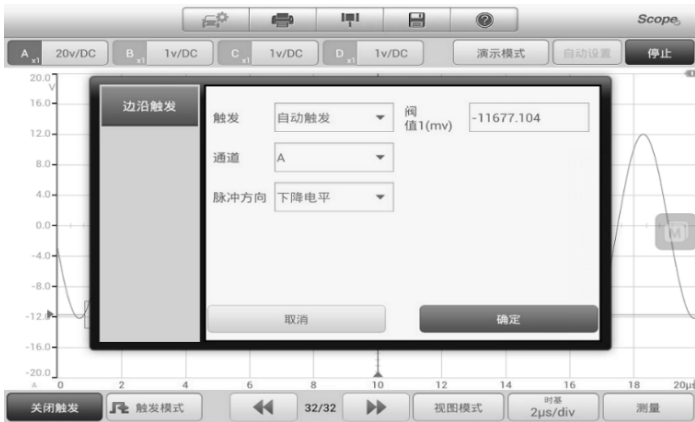 Scope
A x1 20v/DC B x1 1v/DC C x1 1v/DC D x1 1v/DC 演示模式 自动设置 停止
20.0
V
16.0
12.0
8.0
4.0
0.0
-4.0
-8.0
-12.0
-16.0
-20.0
边沿触发
触发 自动触发 阀值1(mv) -11677.104
通道 A
脉冲方向 下降电平
取消 确定
M
A 0 2 4 6 8 10 12 14 16 18 20μs
关闭触发 触发模式 32/32 视图模式 时基 2μs/div 测量